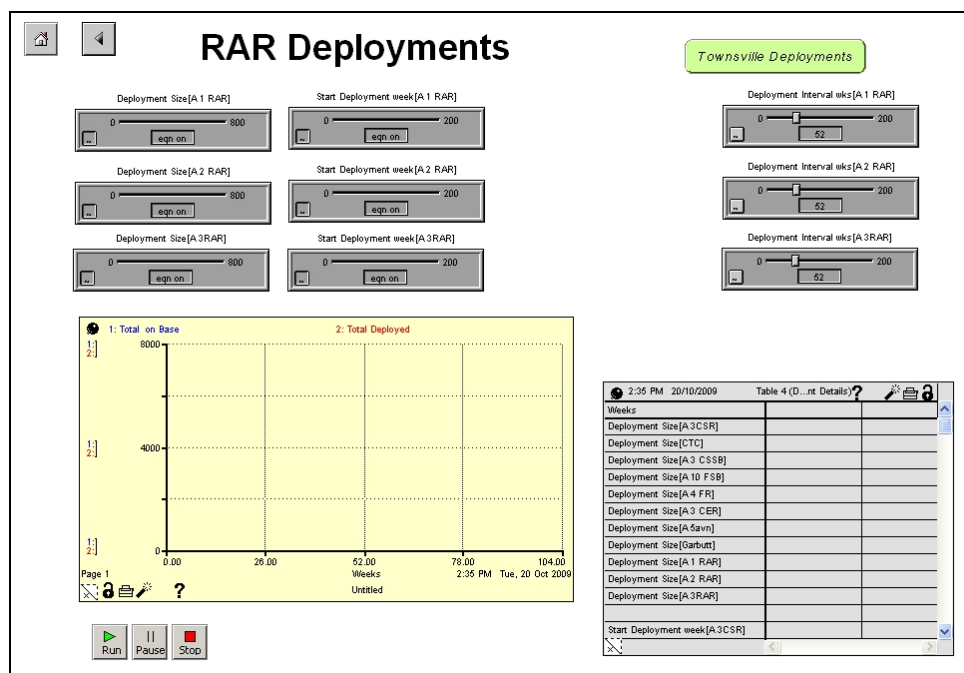 RAR Deployments
Townsville Deployments
Deployment Size[A 1 RAR]
0 800
eqn on
Start Deployment week[A 1 RAR]
0 200
eqn on
Deployment Interval wks[A 1 RAR]
0 200
52
Deployment Size[A 2 RAR]
0 800
eqn on
Start Deployment week[A 2 RAR]
0 200
eqn on
Deployment Interval wks[A 2 RAR]
0 200
52
Deployment Size[A 3RAR]
0 800
eqn on
Start Deployment week[A 3RAR]
0 200
eqn on
Deployment Interval wks[A 3RAR]
0 200
52
1: Total on Base 2: Total Deployed
1:
2:
8000
1:
2:
4000
1:
2:
0
0.00 26.00 52.00 78.00 104.00
Page 1 Weeks 2:35 PM Tue, 20 Oct 2009
? Untitled
Run Pause Stop
2:35 PM 20/10/2009 Table 4 (D...nt Details) ?
Weeks
Deployment Size[A 3CSR]
Deployment Size[CTC]
Deployment Size[A 3 CSSB]
Deployment Size[A 10 FSB]
Deployment Size[A 4 FR]
Deployment Size[A 3 CER]
Deployment Size[A 5avn]
Deployment Size[Garbutt]
Deployment Size[A 1 RAR]
Deployment Size[A 2 RAR]
Deployment Size[A 3RAR]
Start Deployment week[A 3CSR]